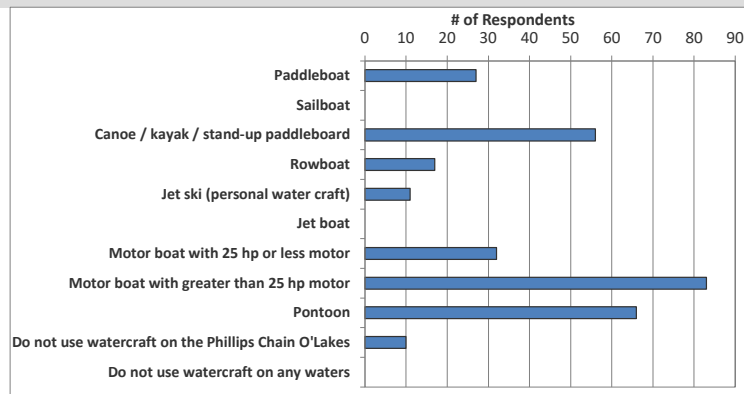 # of Respondents
0 10 20 30 40 50 60 70 80 90
Paddleboat
Sailboat
Canoe / kayak / stand-up paddleboard
Rowboat
Jet ski (personal water craft)
Jet boat
Motor boat with 25 hp or less motor
Motor boat with greater than 25 hp motor
Pontoon
Do not use watercraft on the Phillips Chain O'Lakes
Do not use watercraft on any waters